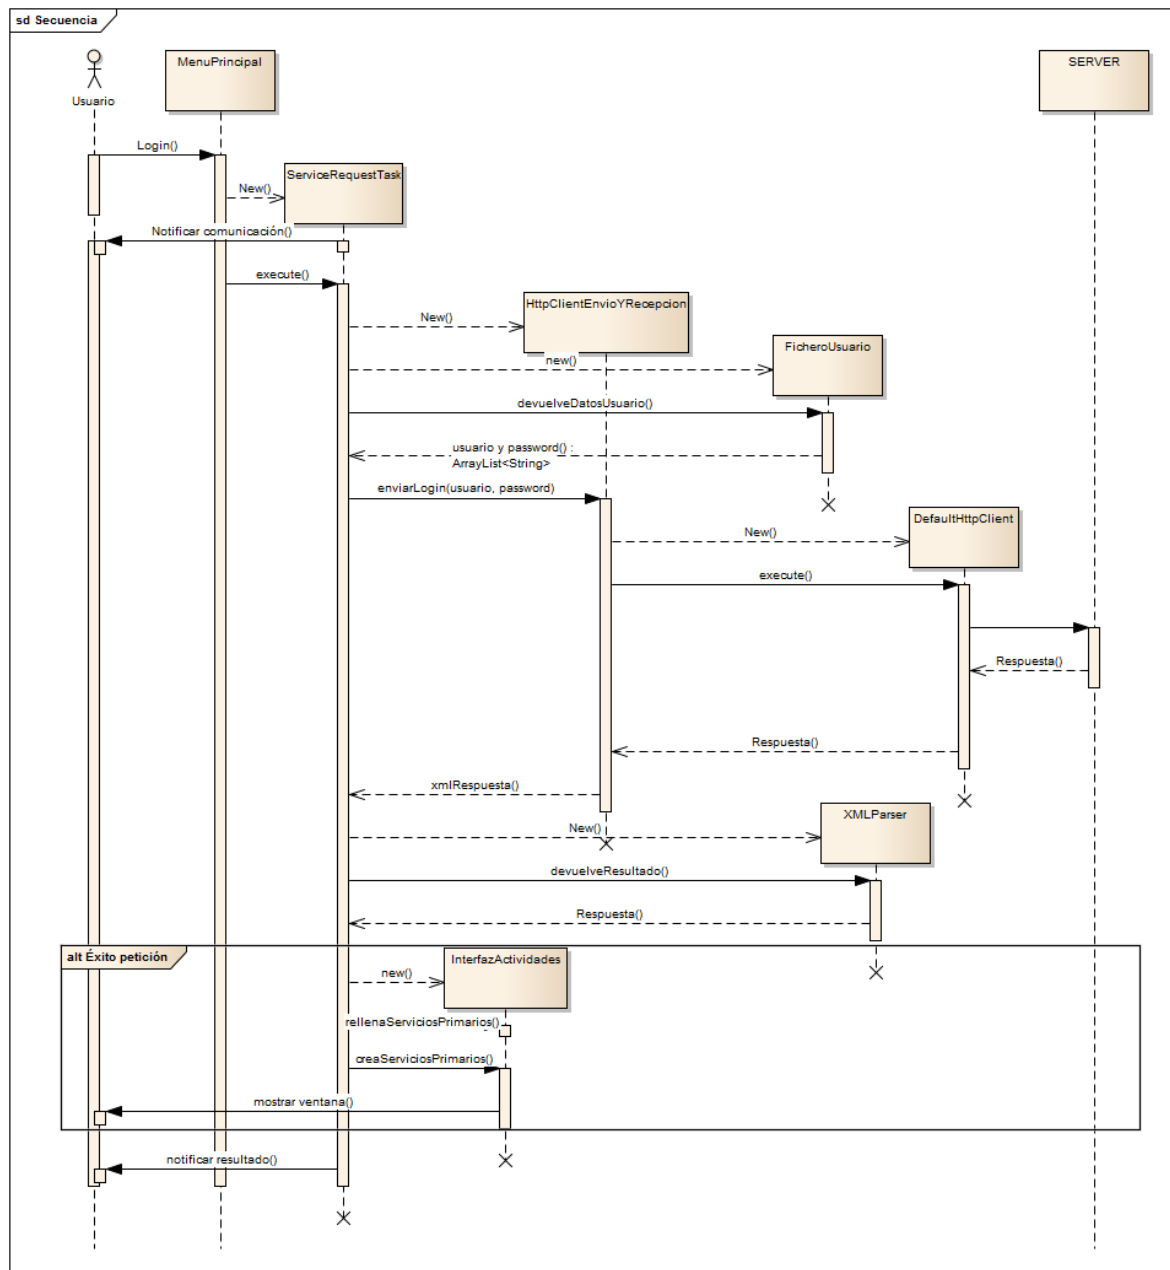 sd Secuencia
MenuPrincipal
SERVER
Usuario
Login()
ServiceRequestTask
New()
Notificar comunicación()
execute()
HttpClientEnvioYRecepcion
New()
FicheroUsuario
new()
devuelveDatosUsuario()
usuario y password() :
ArrayList<String>
enviarLogin(usuario, password)
DefaultHttpClient
New()
execute()
Respuesta()
Respuesta()
xmlRespuesta()
XMLParser
New()
devuelveResultado()
Respuesta()
alt Éxito petición
InterfazActividades
new()
rellenaServiciosPrimarios()
creaServiciosPrimarios()
mostrar ventana()
notificar resultado()